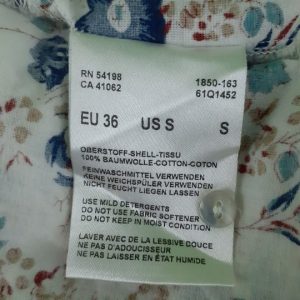 RN 54198
CA 41062
1850-163
61Q1452
EU 36 US S S
OBERSTOFF-SHELL-TISSU
100% BAUMWOLLE-COTTON-COTON
FEINWASCHMITTEL VERWENDEN
KEINE WEICHSPÜLER VERWENDEN
NICHT FEUCHT LIEGEN LASSEN
USE MILD DETERGENTS
DO NOT USE FABRIC SOFTENER
DO NOT KEEP IN MOIST CONDITION
LAVER AVEC DE LA LESSIVE DOUCE
NE PAS D'ADOUCISSEUR
NE PAS LAISSER EN ETAT HUMIDE